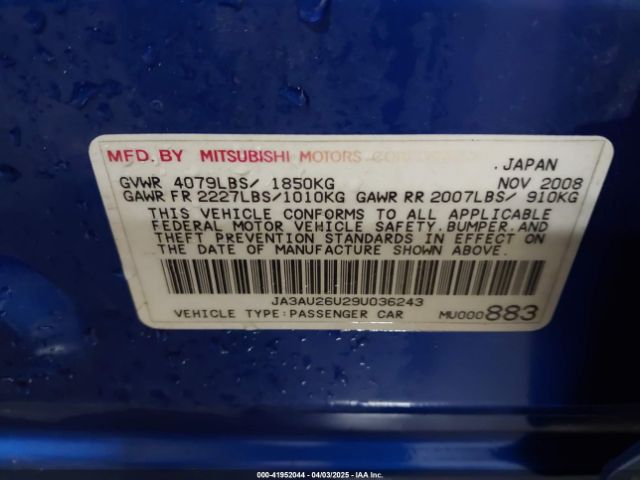 MFD. BY MITSUBISHI MOTORS CORPORATION
JAPAN
GVWR 4079LBS/ 1850KG NOV 2008
GAWR FR 2227LBS/1010KG GAWR RR 2007LBS/ 910KG
THIS VEHICLE CONFORMS TO ALL APPLICABLE
FEDERAL MOTOR VEHICLE SAFETY,BUMPER,AND
THEFT PREVENTION STANDARDS IN EFFECT ON
THE DATE OF MANUFACTURE SHOWN ABOVE.
JA3AU26U29U036243
VEHICLE TYPE:PASSENGER CAR MU000883
000-41952044 - 04/03/2025 - IAA Inc.